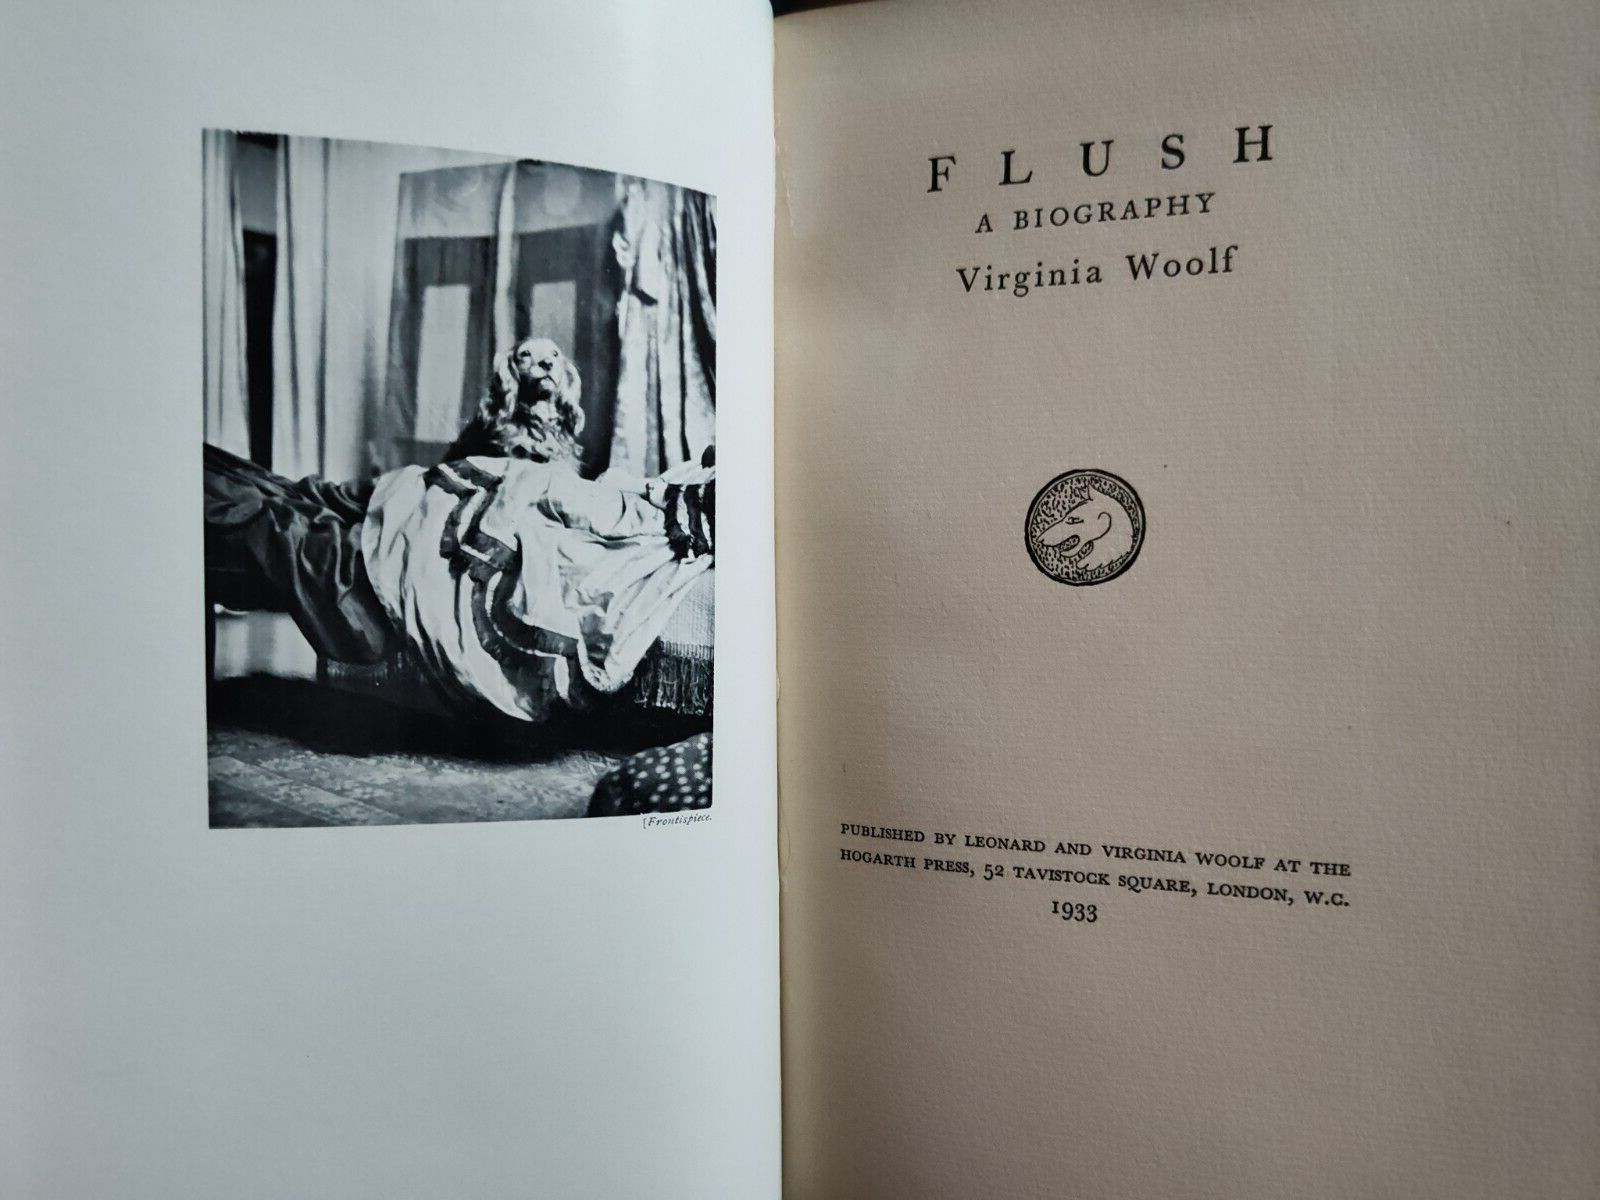 [Frontispiece.
FLUSH
A BIOGRAPHY
Virginia Woolf
PUBLISHED BY LEONARD AND VIRGINIA WOOLF AT THE
HOGARTH PRESS, 52 TAVISTOCK SQUARE, LONDON, W.C.
1933